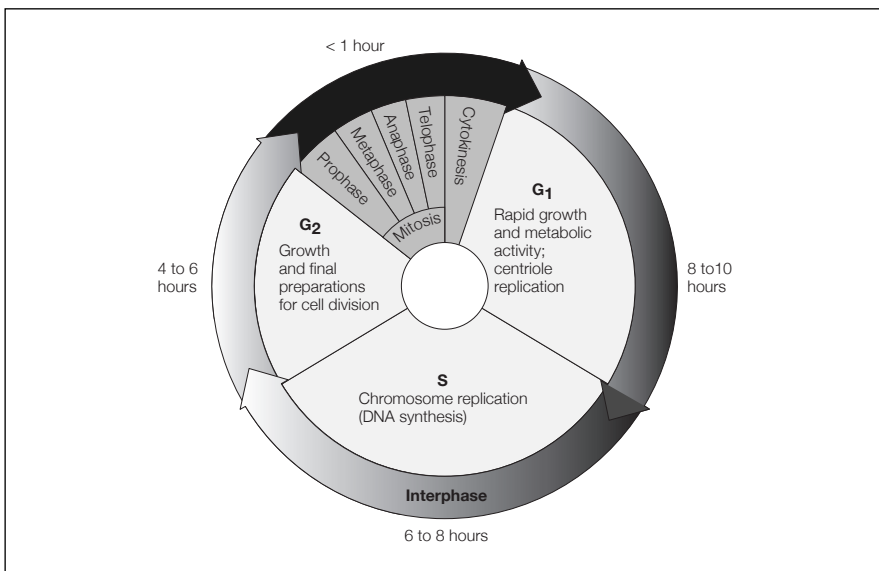 < 1 hour
Prophase
Metaphase
Anaphase
Telophase
Cytokinesis
Mitosis
G1
Rapid growth
and metabolic
activity;
centriole
replication
8 to10
hours
S
Chromosome replication
(DNA synthesis)
Interphase
6 to 8 hours
G2
Growth
and final
preparations
for cell division
4 to 6
hours